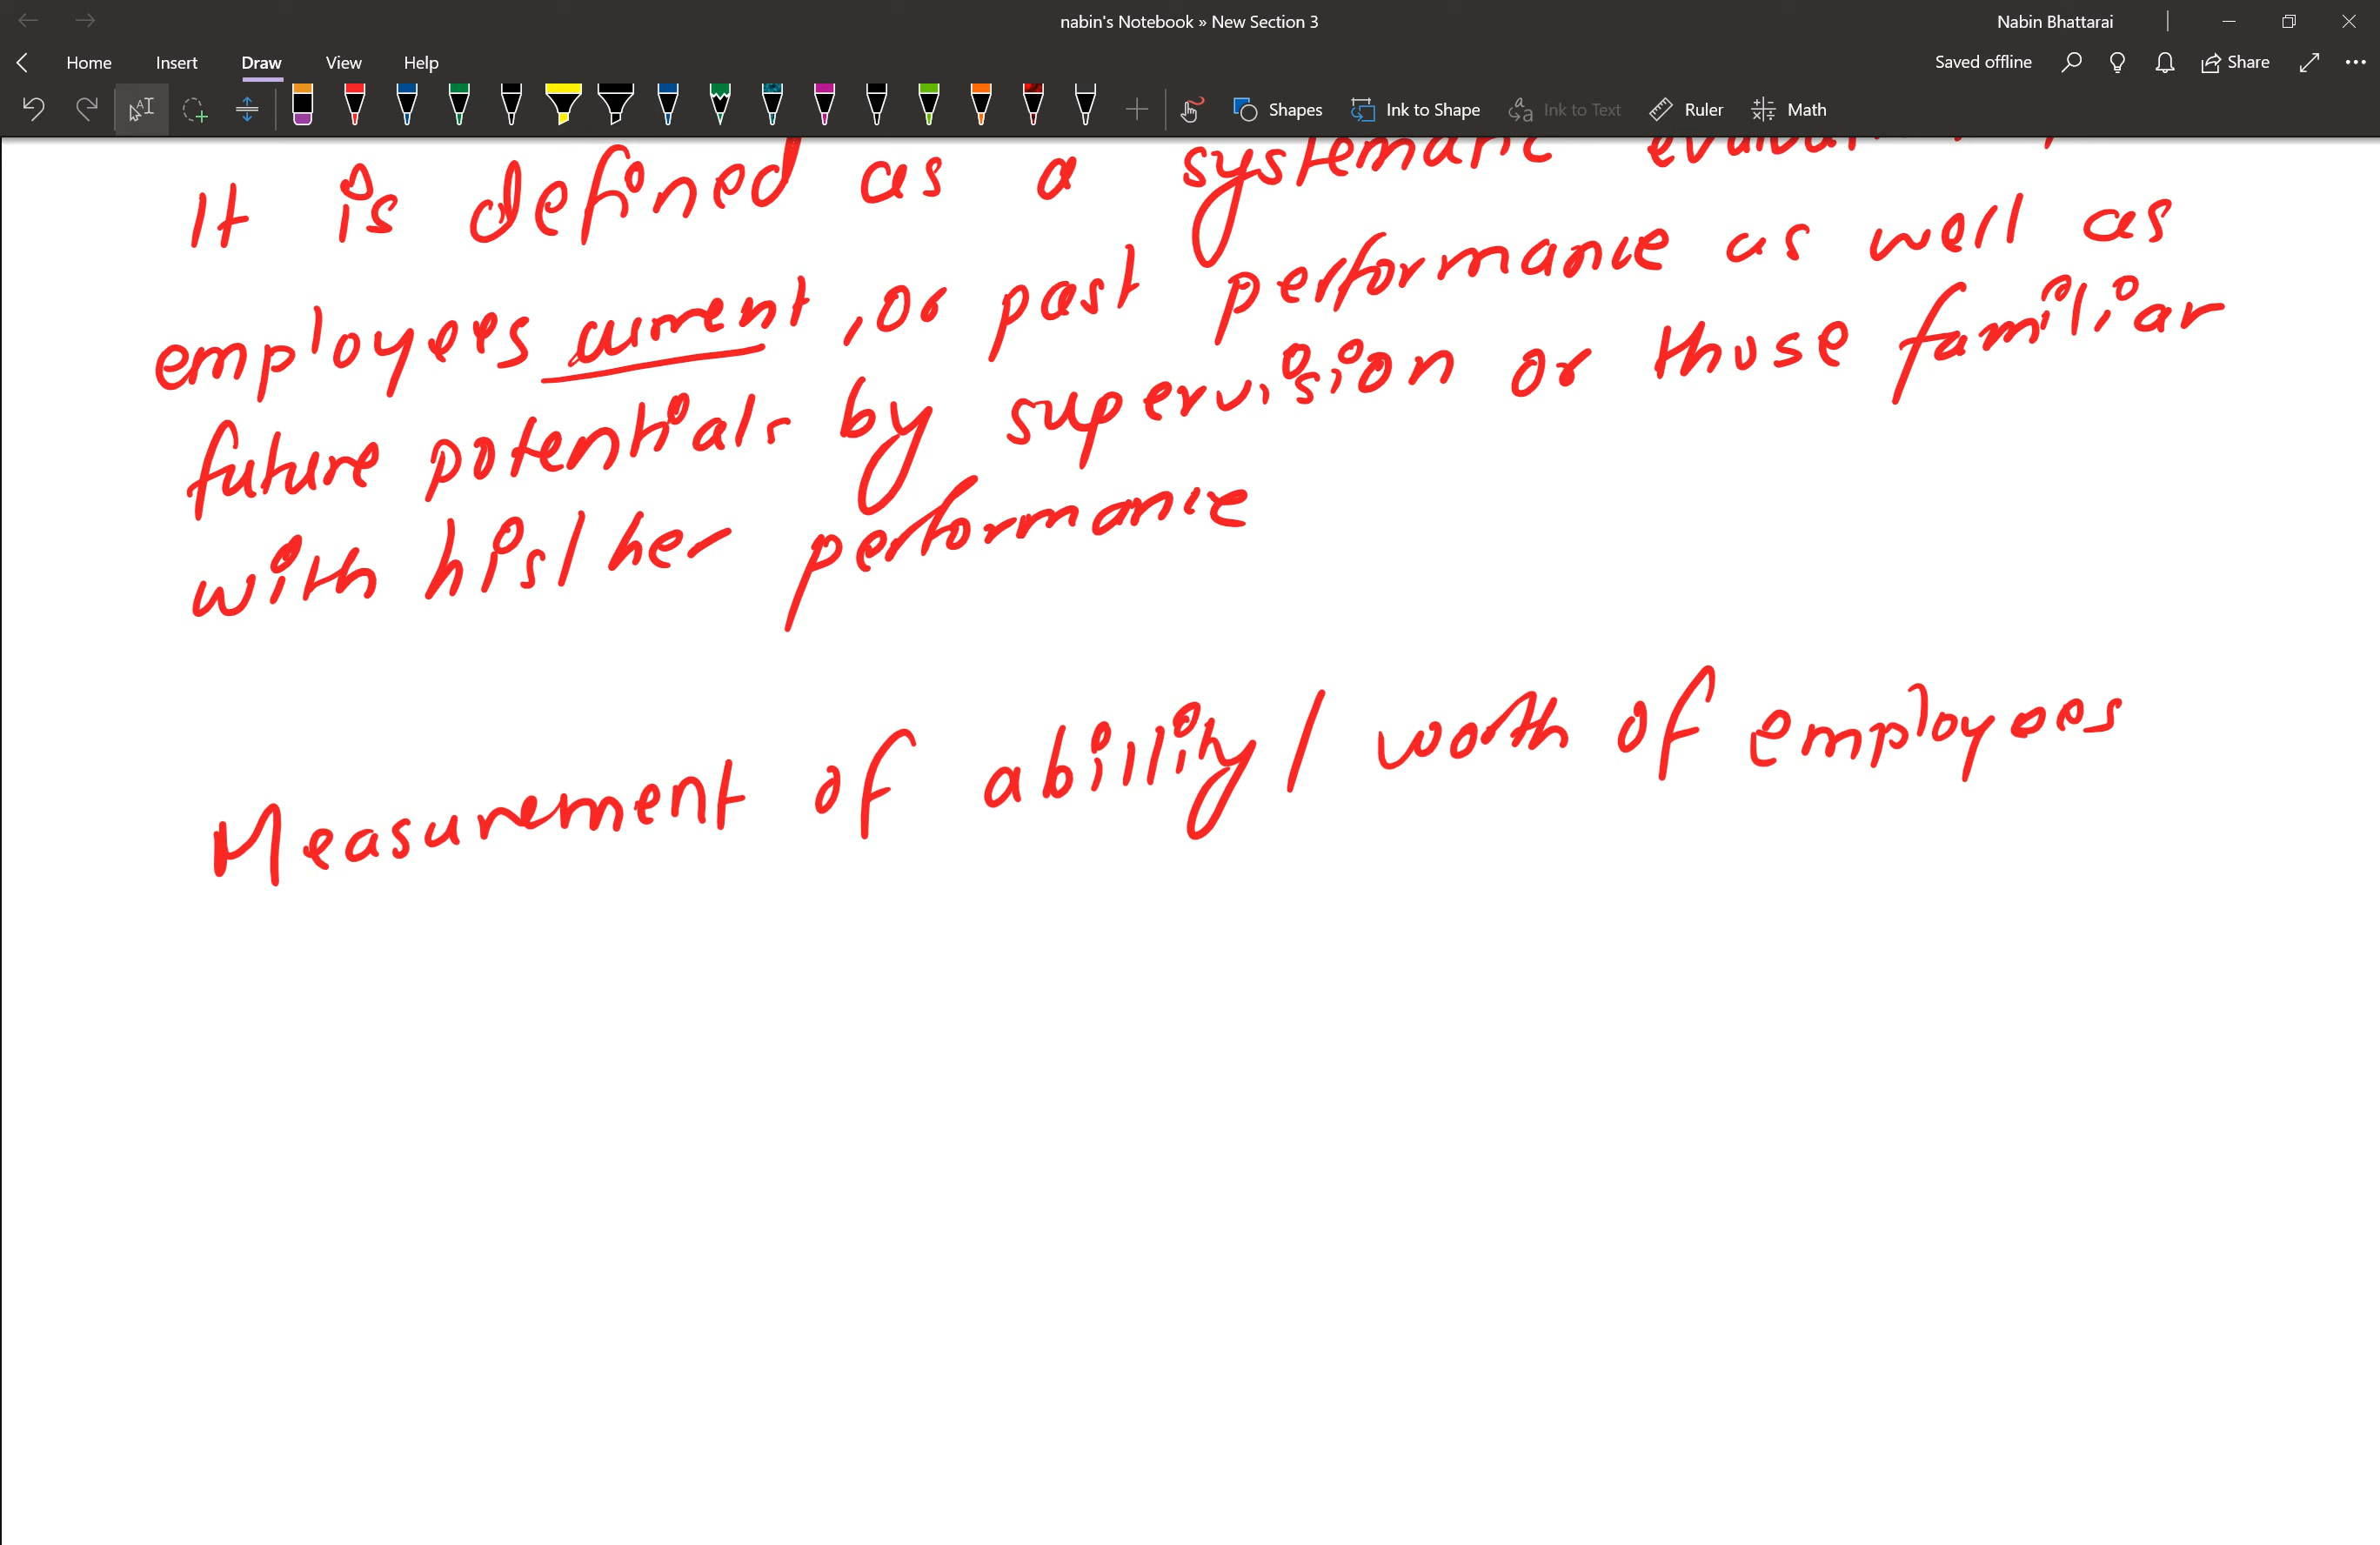 nabin's Notebook » New Section 3
Nabin Bhattarai
Home Insert Draw View Help
Saved offline
Share
Shapes
Ink to Shape
Ink to Text
Ruler
Math
It is defined as a systematic
employees current, or past performance as well as
future potentials by supervision or those familiar
with his/her performance
Measurement of ability/worth of employees